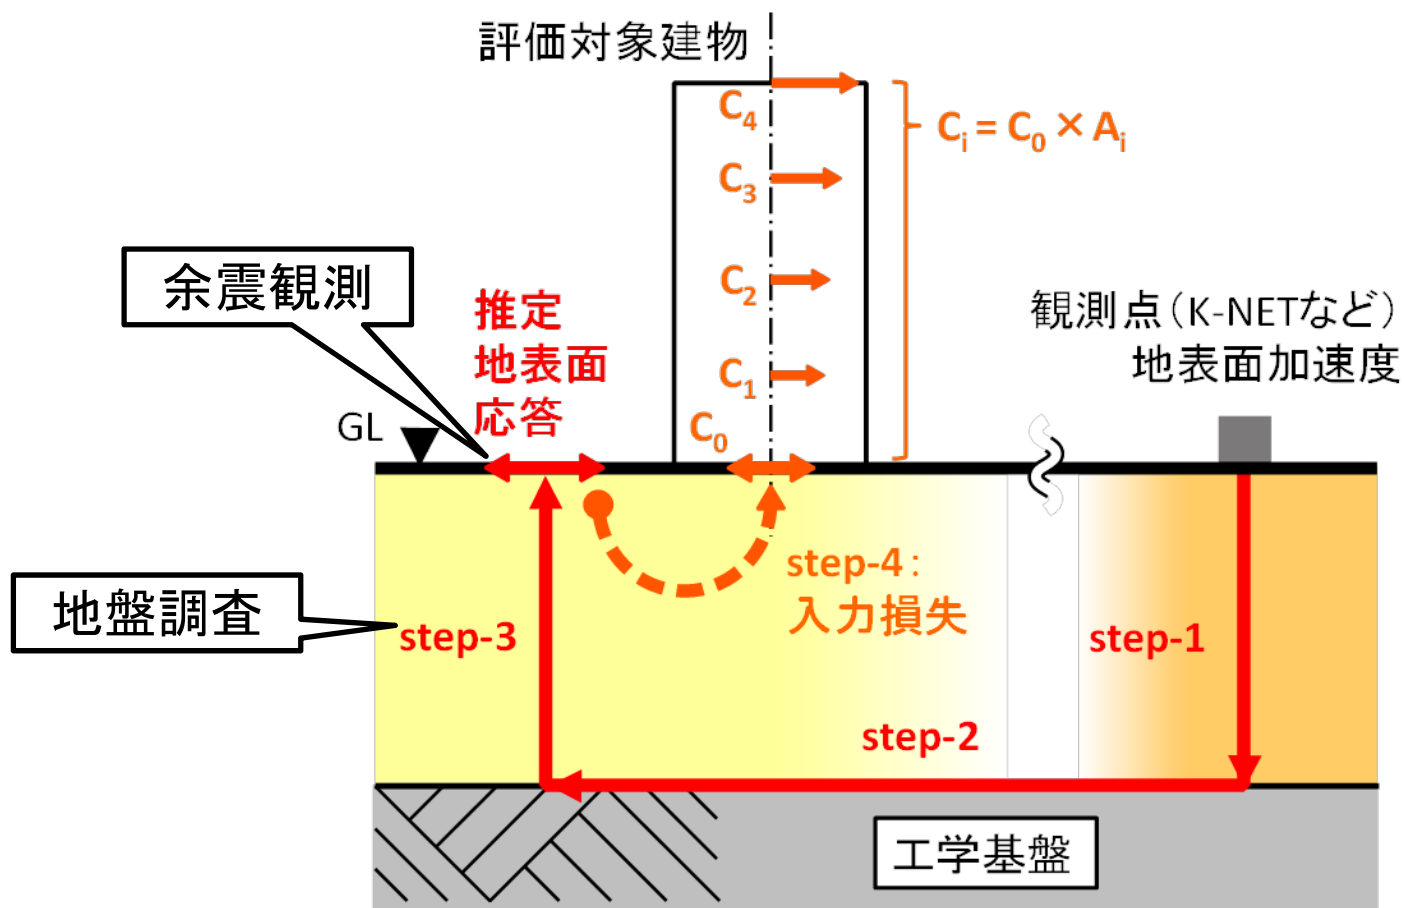 評価対象建物
C4
C3
C2
C1
C0
Ci = C0 × Ai
余震観測
推定
地表面
応答
GL
観測点(K-NETなど)
地表面加速度
地盤調査
step-3
step-4:
入力損失
step-1
step-2
工学基盤